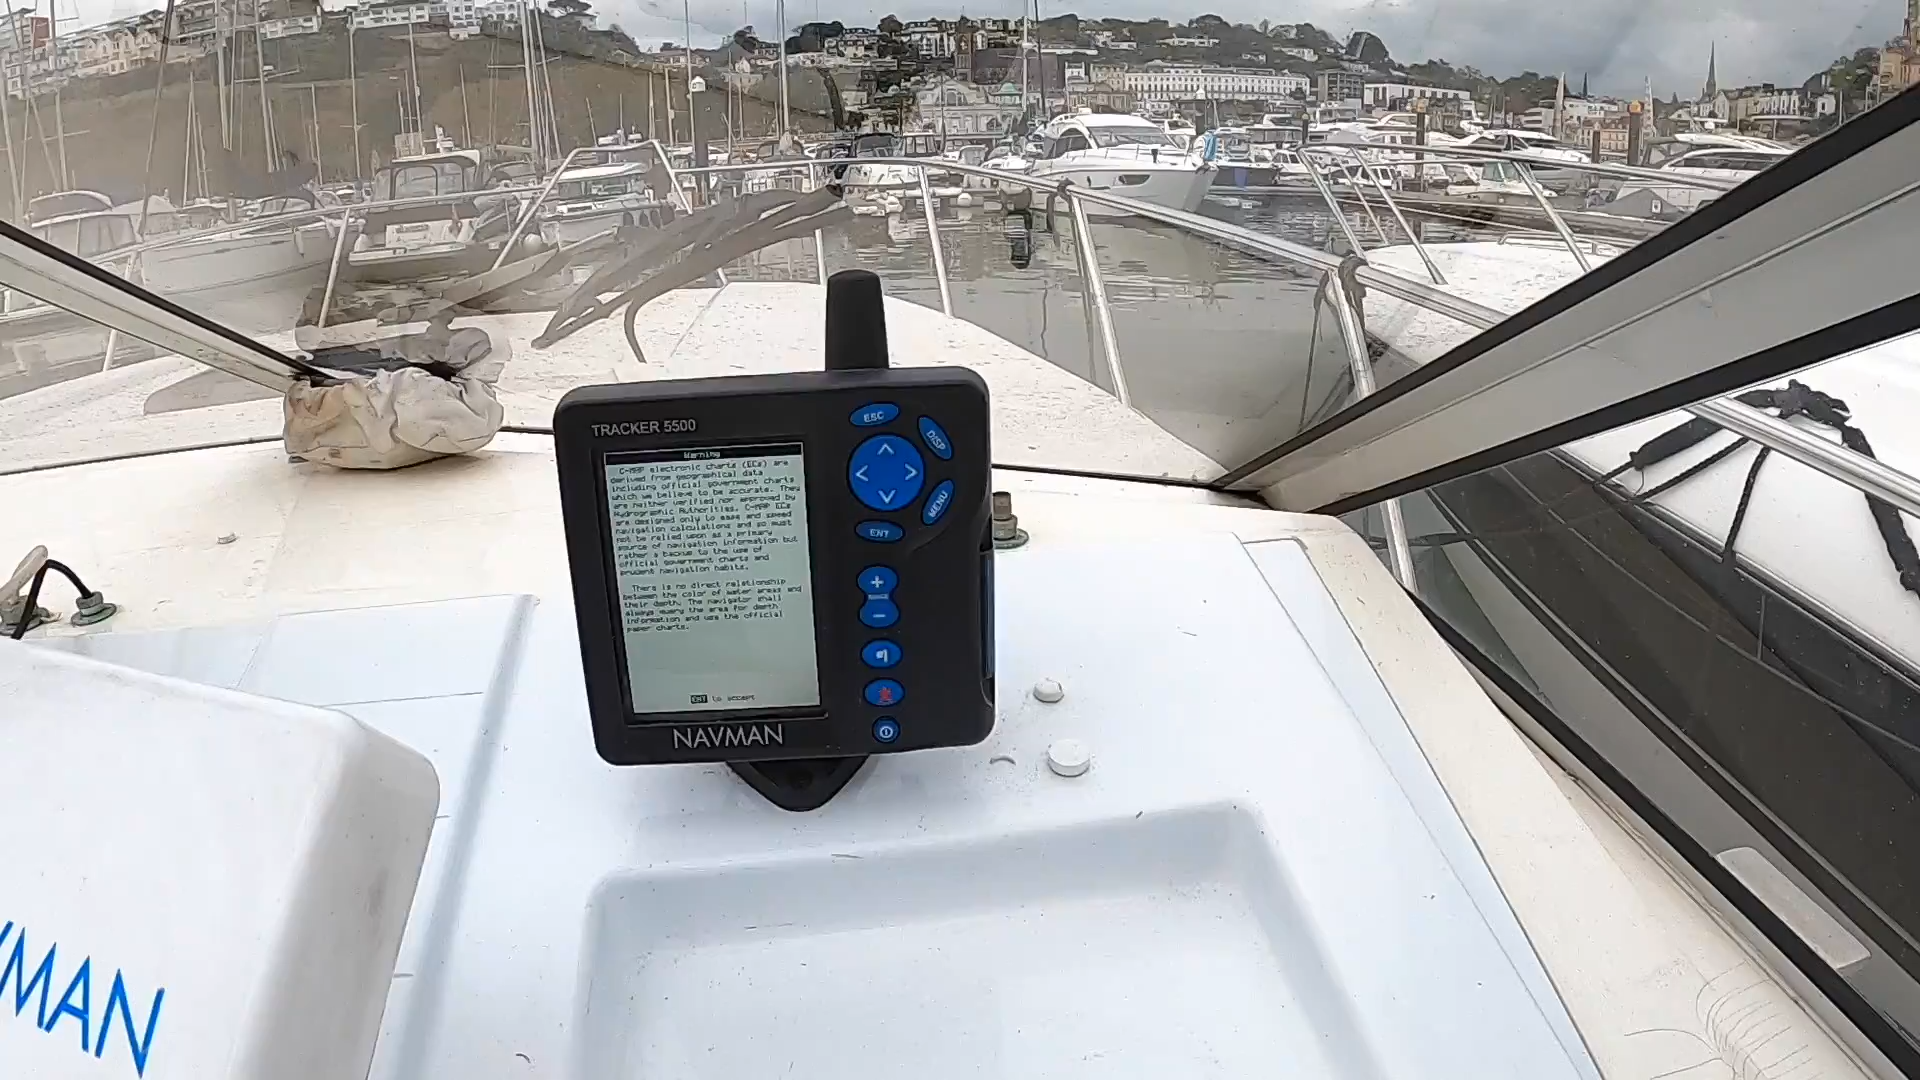 TRACKER 5500
Warning
C-MAP electronic charts (ECs) are
derived from geographical data
including official government charts
which we believe to be accurate. They
are neither verified nor approved by
Hydrographic Authorities. C-MAP ECs
are designed only to ease and speed
navigation calculations and so must
not be relied upon as a primary
source of navigation information but
rather a backup to the use of
official government charts and
prudent navigation habits.
There is no direct relationship
between the color of water areas and
their depth. The navigator shall
always query the area for depth
information and use the official
paper charts.
ENT to accept
NAVMAN
ESC
DISP
MENU
ENT
+
RANGE
−
VMAN